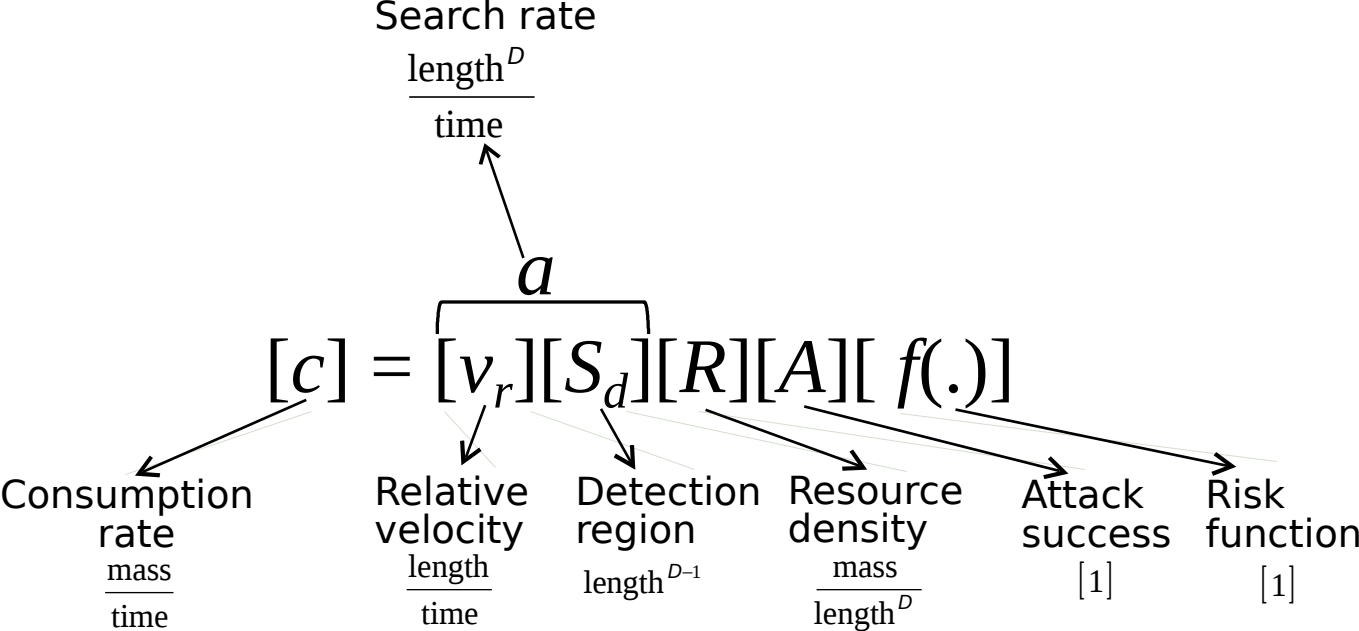 Search rate
length^D
time
a
[c] = [v_r][S_d][R][A][ f(.)]
Consumption rate
mass
time
Relative velocity
length
time
Detection region
length^D–1
Resource density
mass
length^D
Attack success
[1]
Risk function
[1]